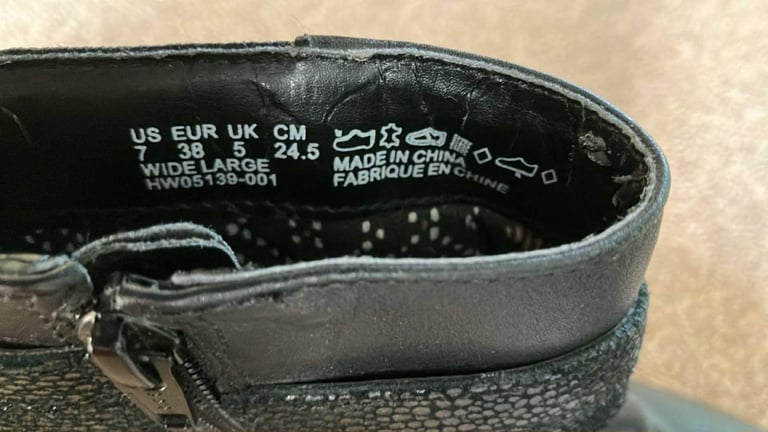 US EUR UK CM
7 38 5 24.5
WIDE LARGE
HW05139-001
MADE IN CHINA
FABRIQUE EN CHINE